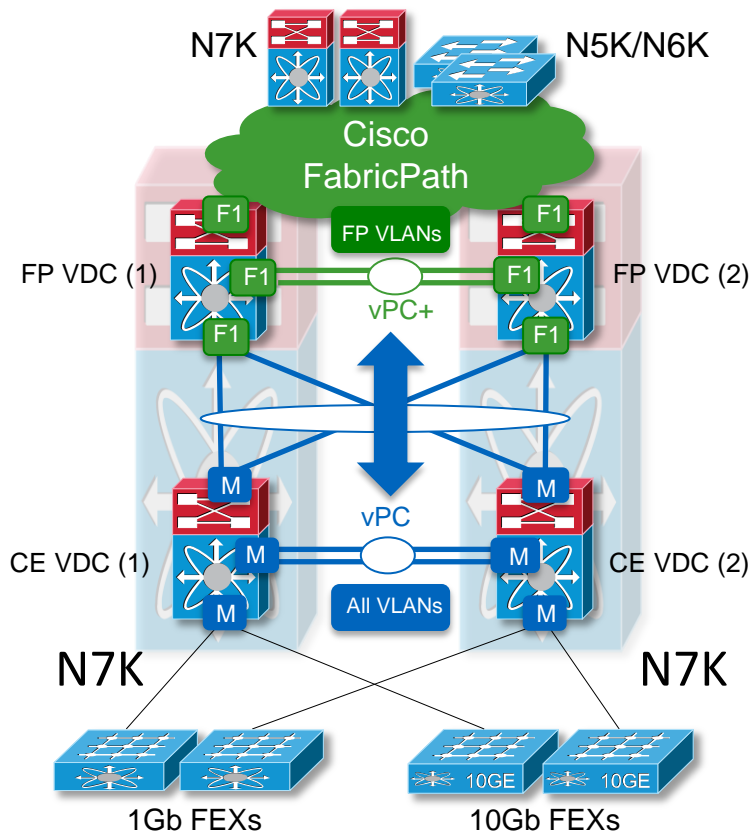 N7K
N5K/N6K
Cisco
FabricPath
F1
F1
FP VLANs
FP VDC (1)
F1
F1
FP VDC (2)
vPC+
F1
F1
M
M
vPC
CE VDC (1)
M
M
CE VDC (2)
M
All VLANs
M
N7K
N7K
10GE
10GE
1Gb FEXs
10Gb FEXs